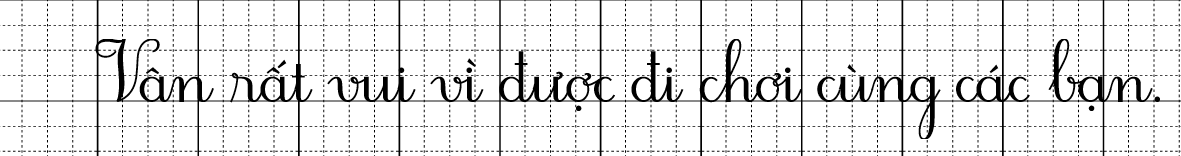 Vân rất vui vì được đi chơi cùng các bạn.